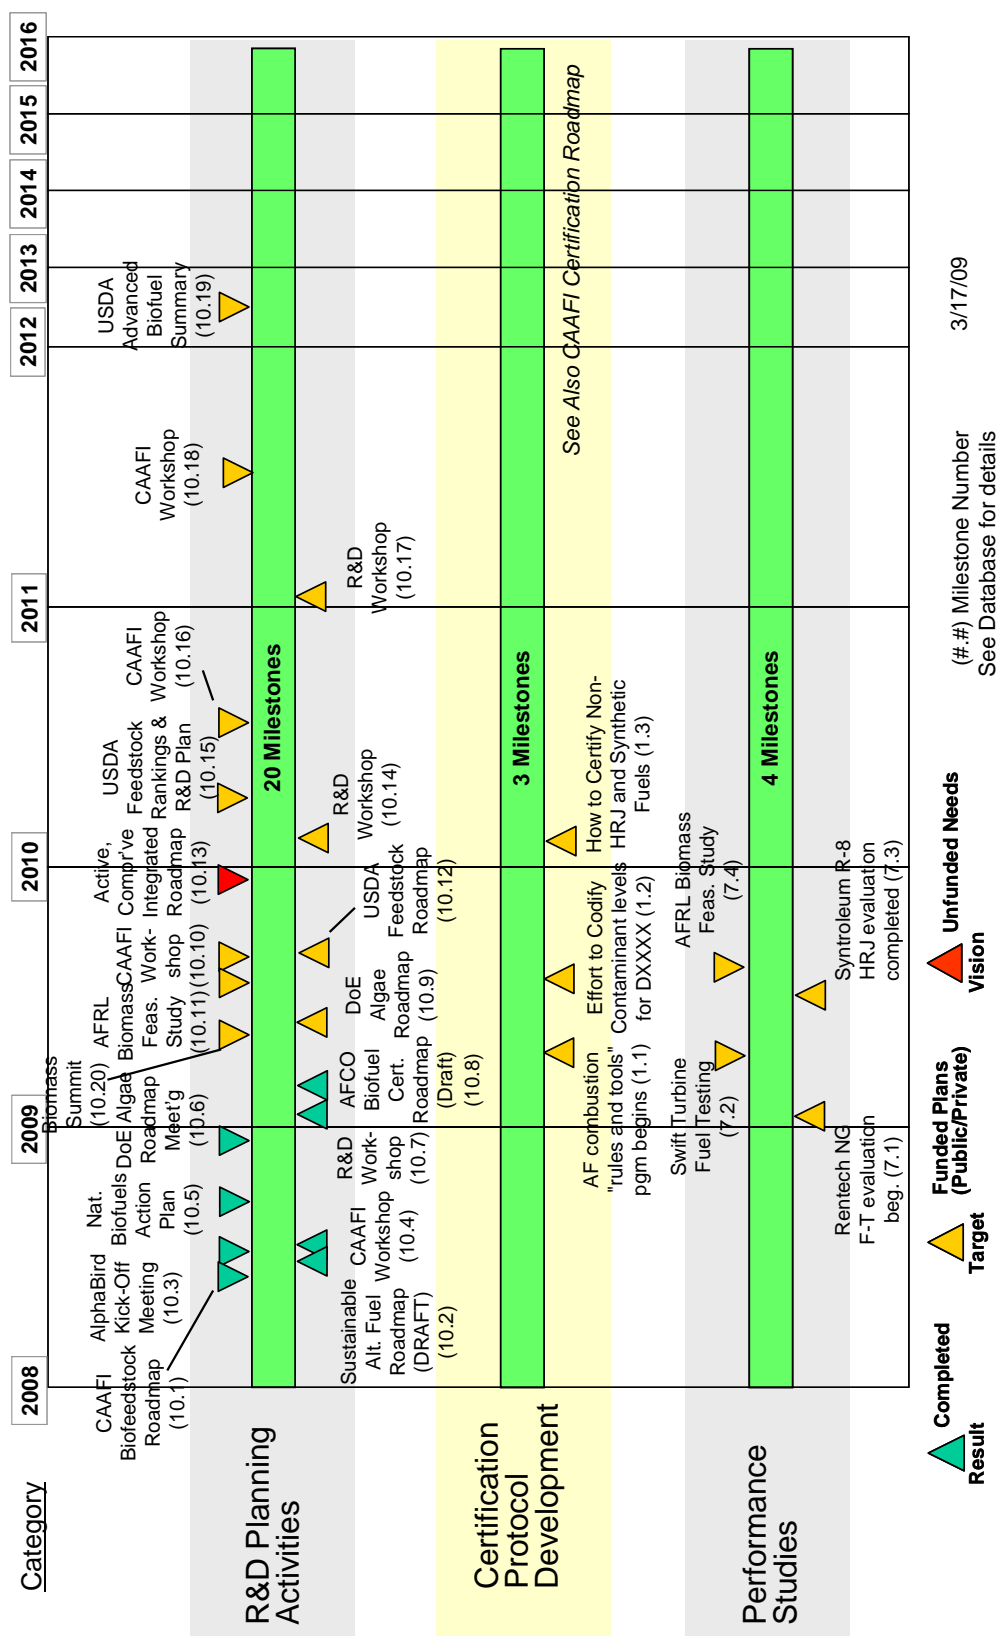 Category
2008
2009
2010
2011
2012
2013
2014
2015
2016
R&D Planning
Activities
CAAFI
Biofeedstock
Roadmap
(10.1)
AlphaBird
Kick-Off
Meeting
(10.3)
Nat.
Biofuels
Action
Plan
(10.5)
DoE Algae
Roadmap
Meet'g
(10.6)
Biomass
Summit
(10.20)
AFRL
Biomass
Feas.
Study
(10.11)
CAAFI
Work-
shop
(10.10)
Active,
Compr've
Integrated
Roadmap
(10.13)
USDA
Feedstock
Rankings &
R&D Plan
(10.15)
CAAFI
Workshop
(10.16)
CAAFI
Workshop
(10.18)
USDA
Advanced
Biofuel
Summary
(10.19)
20 Milestones
Sustainable
Alt. Fuel
Roadmap
(DRAFT)
(10.2)
CAAFI
Workshop
(10.4)
R&D
Work-
shop
(10.7)
AFCO
Biofuel
Cert.
Roadmap
(Draft)
(10.8)
DoE
Algae
Roadmap
(10.9)
USDA
Feedstock
Roadmap
(10.12)
R&D
Workshop
(10.14)
R&D
Workshop
(10.17)
Certification
Protocol
Development
3 Milestones
AF combustion
"rules and tools"
pgm begins (1.1)
Effort to Codify
Contaminant levels
for DXXXX (1.2)
How to Certify Non-
HRJ and Synthetic
Fuels (1.3)
See Also CAAFI Certification Roadmap
Performance
Studies
Swift Turbine
Fuel Testing
(7.2)
AFRL Biomass
Feas. Study
(7.4)
4 Milestones
Rentech NG
F-T evaluation
beg. (7.1)
Syntroleum R-8
HRJ evaluation
completed (7.3)
Result
Completed
Target
Funded Plans
(Public/Private)
Vision
Unfunded Needs
(#.#) Milestone Number
See Database for details
3/17/09